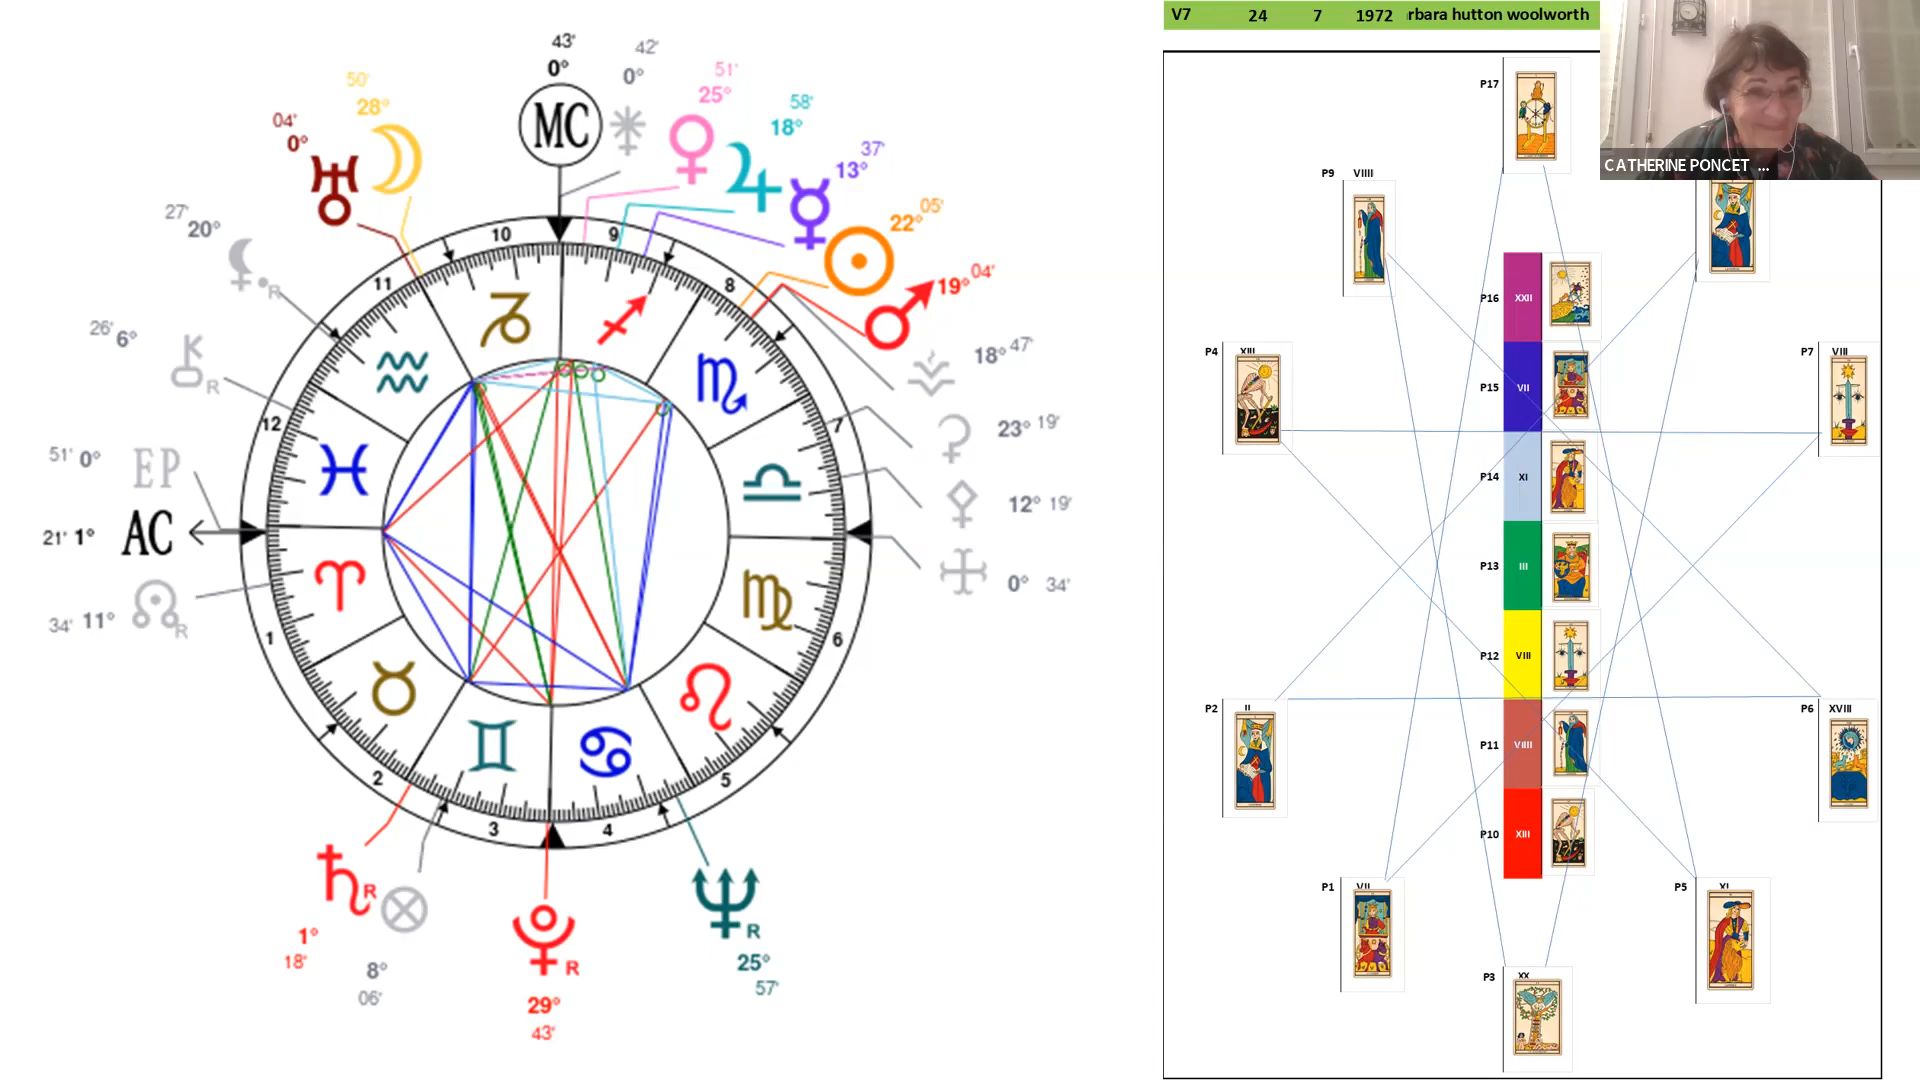 43'
0°
42'
0°
51'
25°
58'
18°
37'
13°
05'
22°
19° 04'
18° 47'
23° 19'
12° 19'
0° 34'
50'
28°
04'
0°
27'
20°
26' 6°
51' 0°
21' 1°
34' 11°
MC
EP
AC
R
R
R
R
R
R
10
9
8
7
6
5
4
3
2
1
12
11
1°
18'
8°
06'
29°
43'
25°
57'
V7 24 7 1972 rbara hutton woolworth
CATHERINE PONCET ...
P17
P9 VIIII
P16 XXII
P4 XIII
P15 VII
P7 VIII
P14 XI
P13 III
P12 VIII
P2 II
P11 VIIII
P6 XVIII
P10 XIII
P1 VII
P5 XI
P3 XX